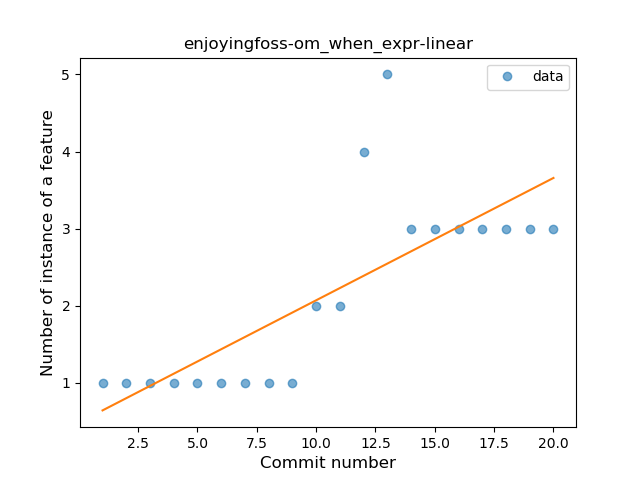 enjoyingfoss-om_when_expr-linear
data
Number of instance of a feature
5
4
3
2
1
2.5 5.0 7.5 10.0 12.5 15.0 17.5 20.0
Commit number